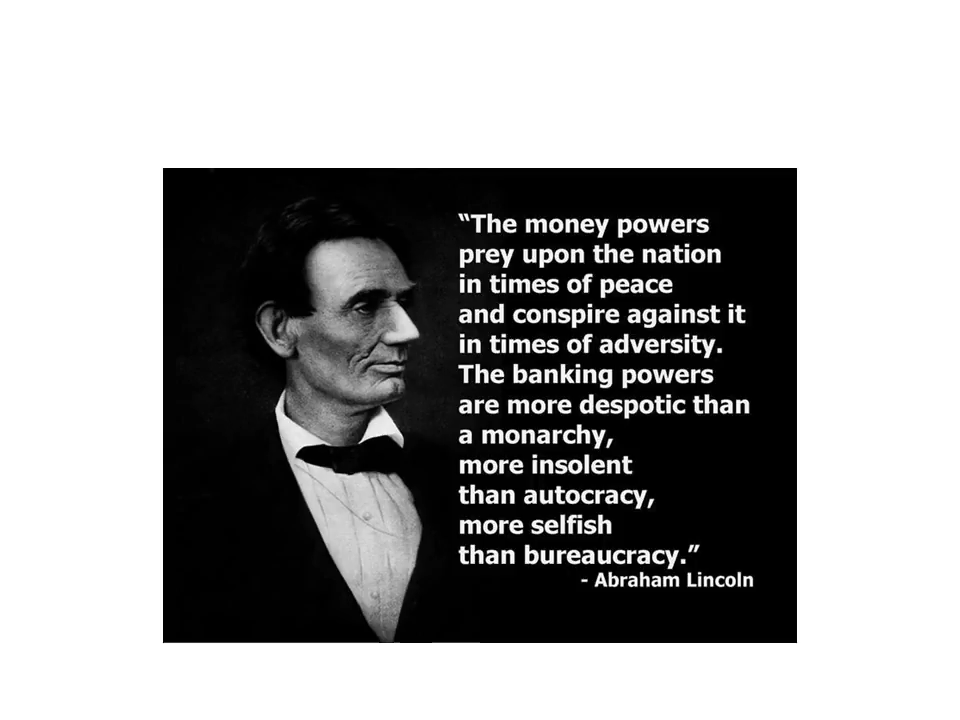 “The money powers
prey upon the nation
in times of peace
and conspire against it
in times of adversity.
The banking powers
are more despotic than
a monarchy,
more insolent
than autocracy,
more selfish
than bureaucracy.”
- Abraham Lincoln